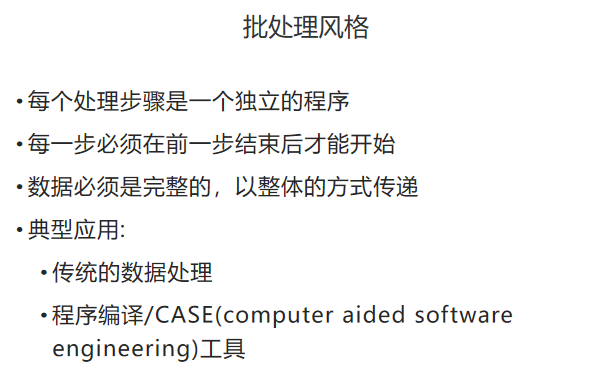 批处理风格
•每个处理步骤是一个独立的程序
•每一步必须在前一步结束后才能开始
•数据必须是完整的，以整体的方式传递
•典型应用:
•传统的数据处理
•程序编译/CASE(computer aided software
engineering)工具